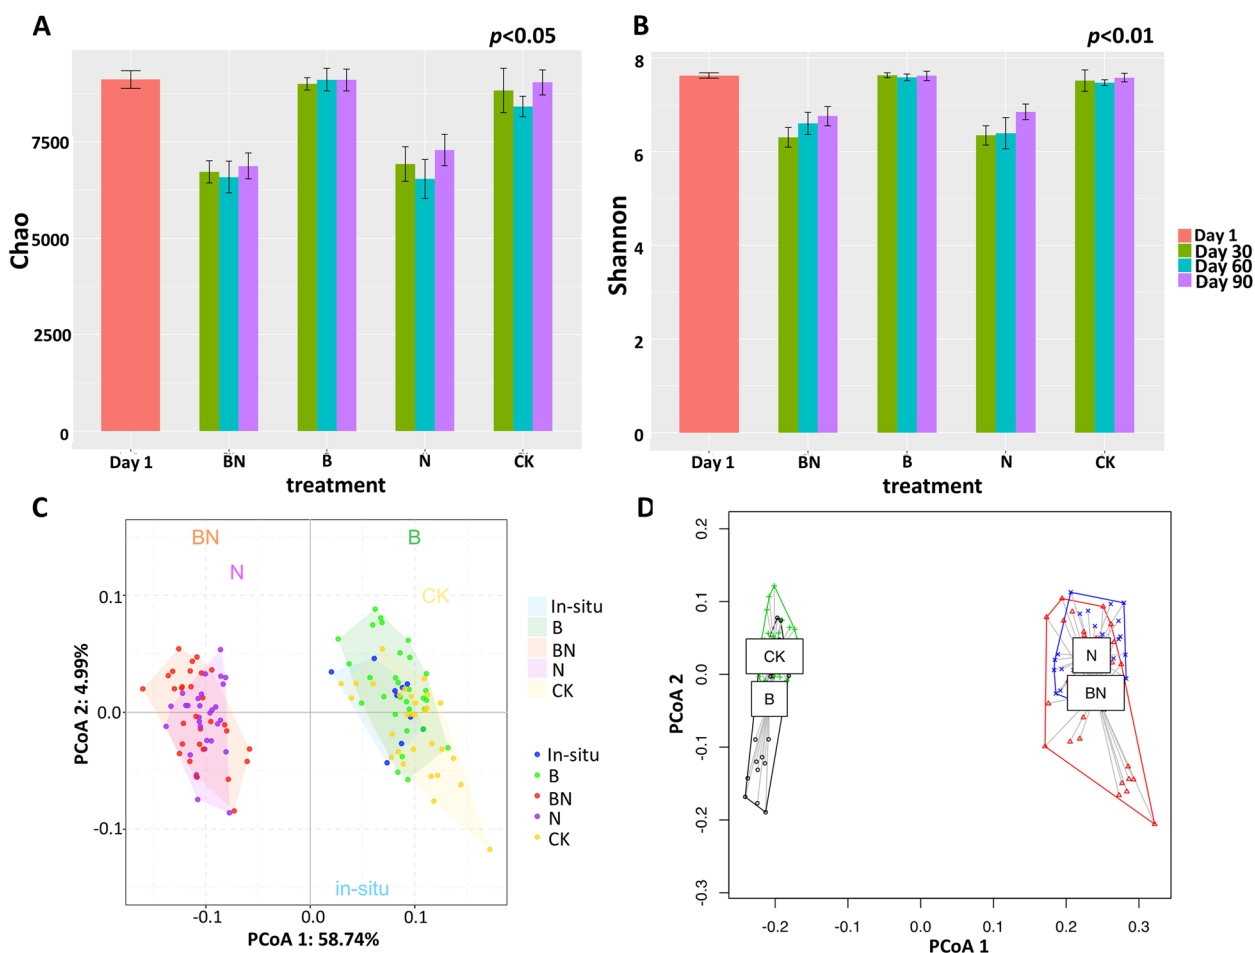 A
p<0.05
Chao
7500
5000
2500
0
Day 1
BN
B
N
CK
treatment
B
p<0.01
Shannon
8
6
4
2
0
Day 1
BN
B
N
CK
treatment
Day 1
Day 30
Day 60
Day 90
C
BN
N
B
CK
in-situ
PCoA 2: 4.99%
0.1
0.0
-0.1
-0.1
0.0
0.1
PCoA 1: 58.74%
In-situ
B
BN
N
CK
In-situ
B
BN
N
CK
D
PCoA 2
0.2
0.1
0.0
-0.1
-0.2
-0.3
CK
B
N
BN
-0.2
-0.1
0.0
0.1
0.2
0.3
PCoA 1